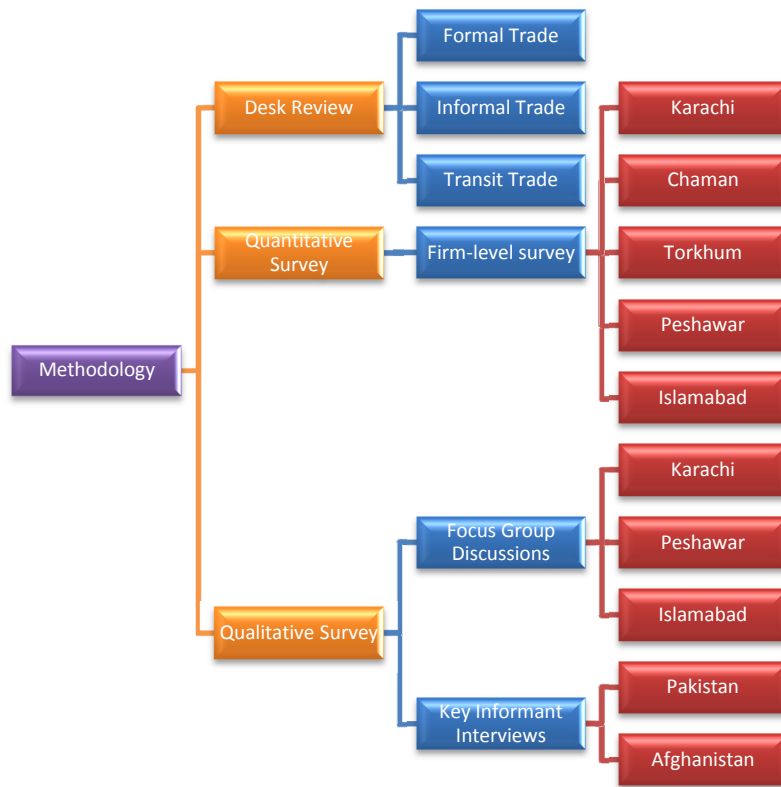 Methodology
Desk Review
Formal Trade
Informal Trade
Transit Trade
Quantitative
Survey
Firm-level survey
Karachi
Chaman
Torkhum
Peshawar
Islamabad
Qualitative Survey
Focus Group
Discussions
Karachi
Peshawar
Islamabad
Key Informant
Interviews
Pakistan
Afghanistan